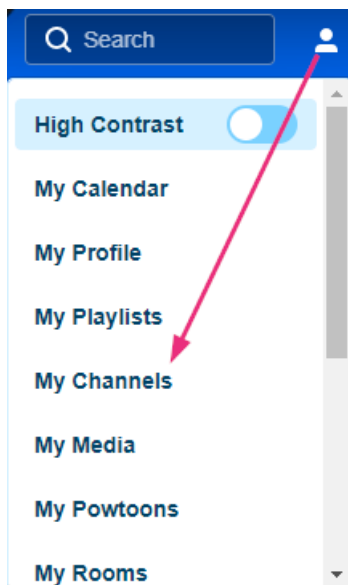 Search
High Contrast
My Calendar
My Profile
My Playlists
My Channels
My Media
My Powtoons
My Rooms